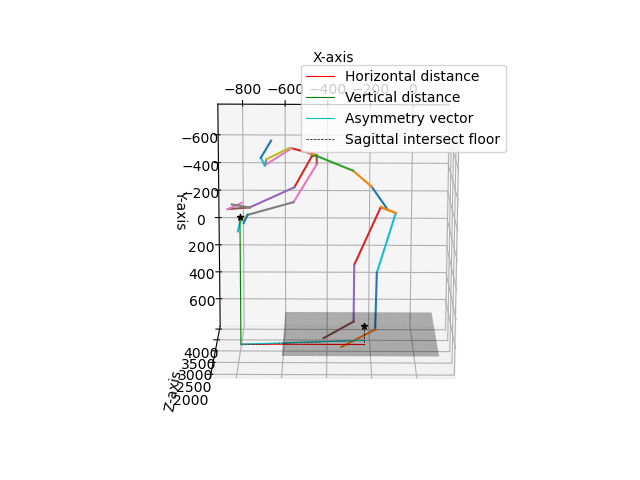 X-axis
−800 −600 −400 −200 0
Horizontal distance
Vertical distance
Asymmetry vector
Sagittal intersect floor
−600
−400
−200
0
200
400
600
Y-axis
4000
3500
3000
2500
2000
Z-axis